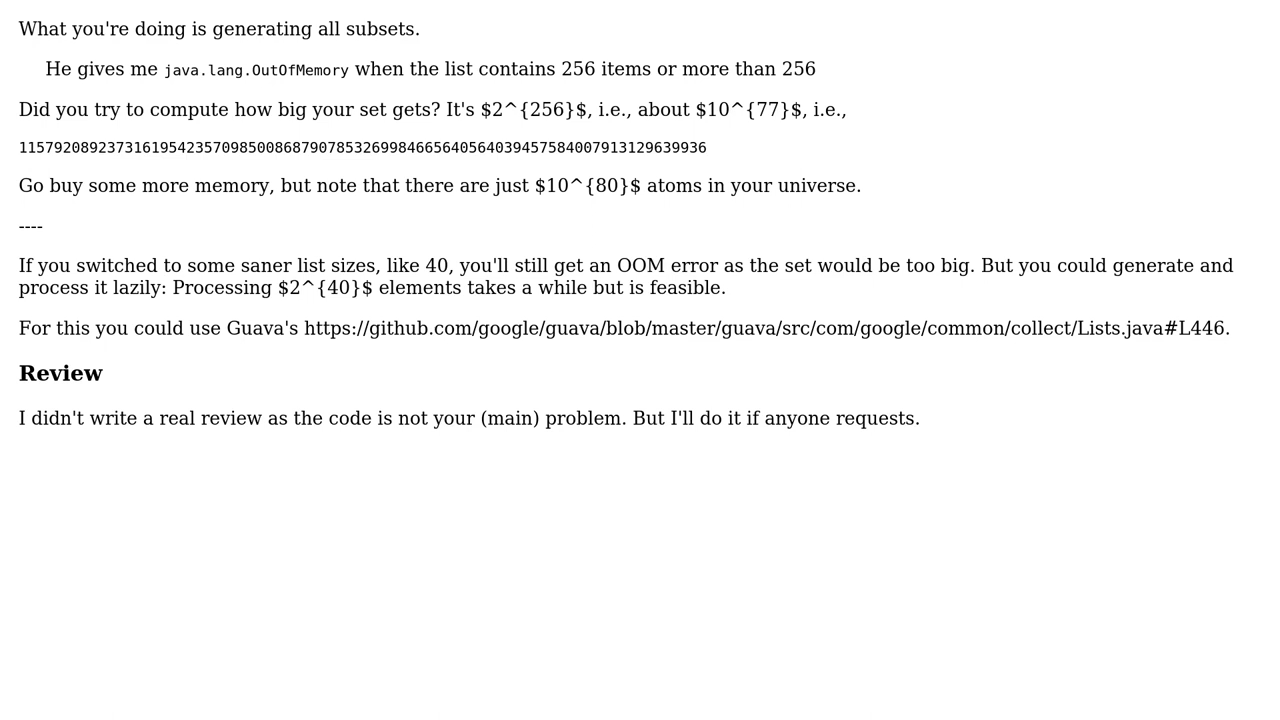 What you're doing is generating all subsets.
He gives me java.lang.OutOfMemory when the list contains 256 items or more than 256
Did you try to compute how big your set gets? It's $2^{256}$, i.e., about $10^{77}$, i.e.,
115792089237316195423570985008687907853269984665640564039457584007913129639936
Go buy some more memory, but note that there are just $10^{80}$ atoms in your universe.
----
If you switched to some saner list sizes, like 40, you'll still get an OOM error as the set would be too big. But you could generate and
process it lazily: Processing $2^{40}$ elements takes a while but is feasible.
For this you could use Guava's https://github.com/google/guava/blob/master/guava/src/com/google/common/collect/Lists.java#L446.
Review
I didn't write a real review as the code is not your (main) problem. But I'll do it if anyone requests.